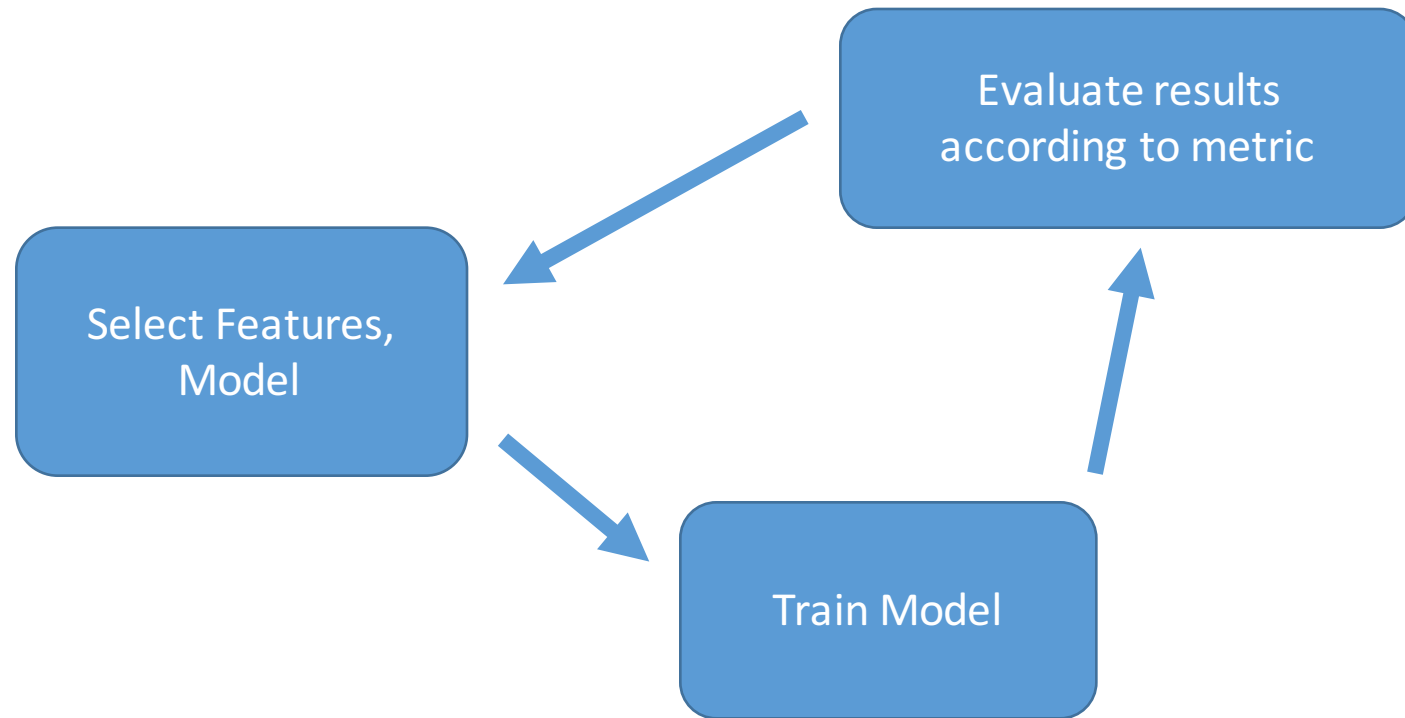 Evaluate results
according to metric
Select Features,
Model
Train Model